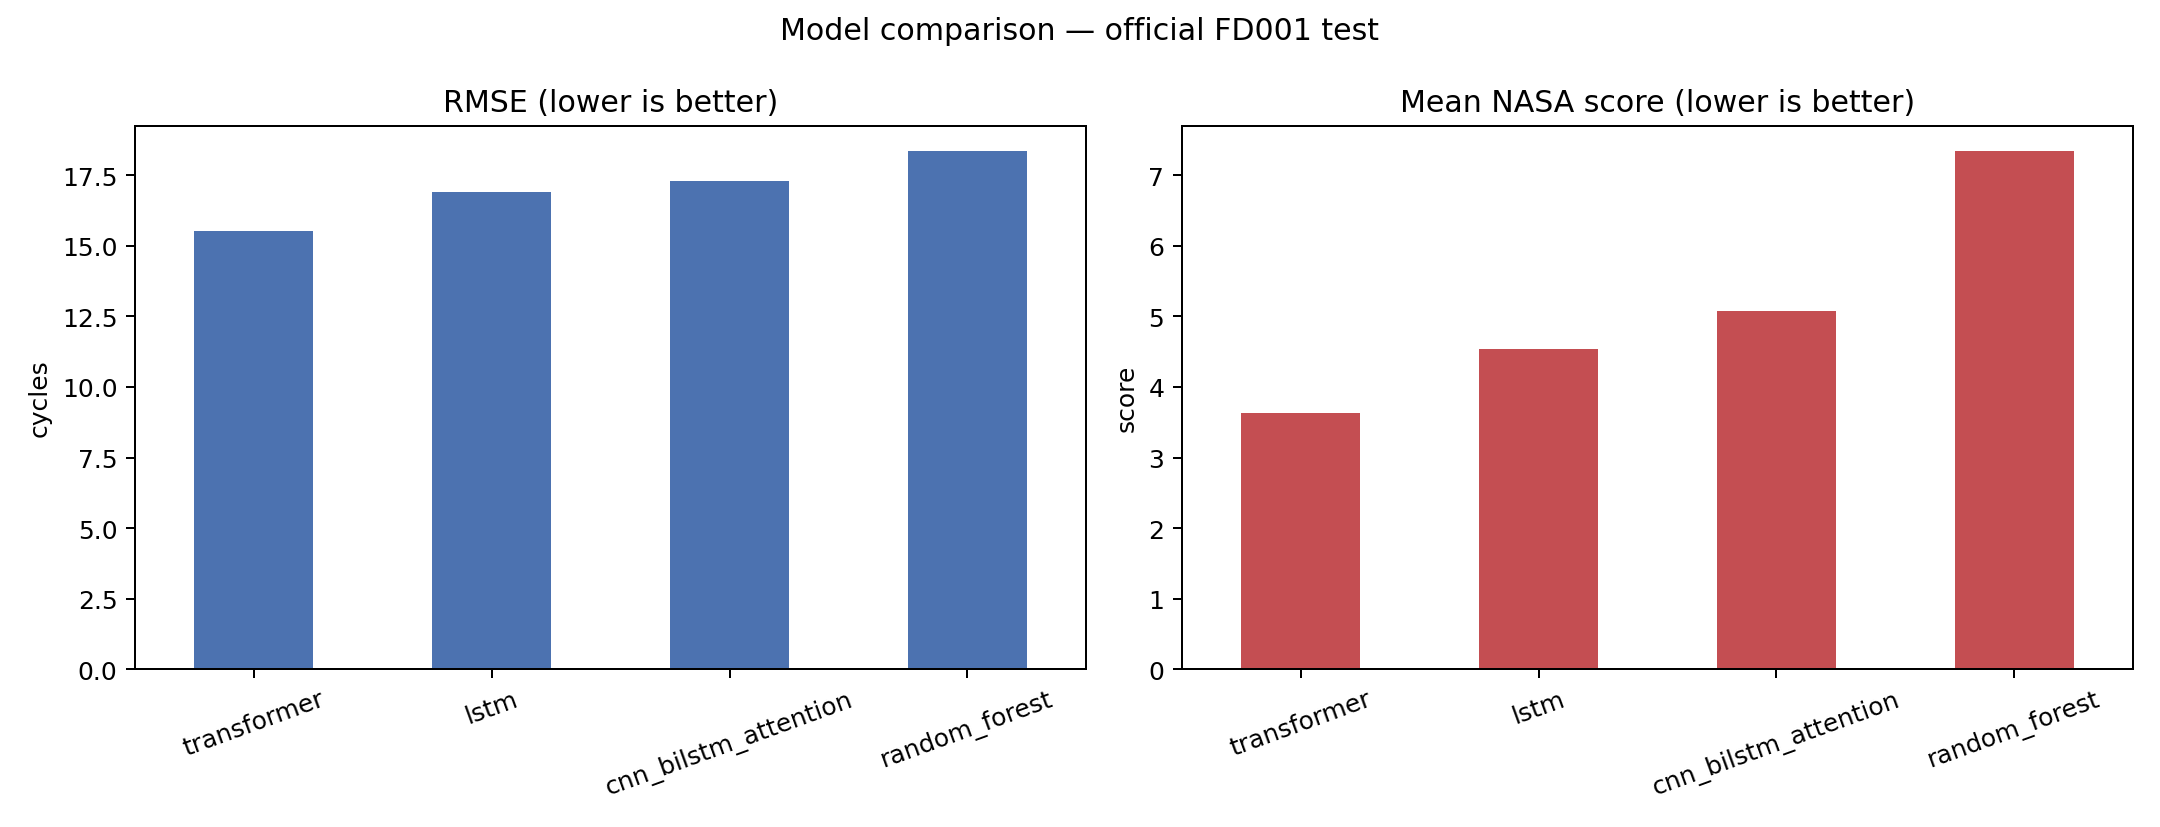 Model comparison — official FD001 test
RMSE (lower is better)
cycles
17.5
15.0
12.5
10.0
7.5
5.0
2.5
0.0
transformer
lstm
cnn_bilstm_attention
random_forest
Mean NASA score (lower is better)
score
7
6
5
4
3
2
1
0
transformer
lstm
cnn_bilstm_attention
random_forest